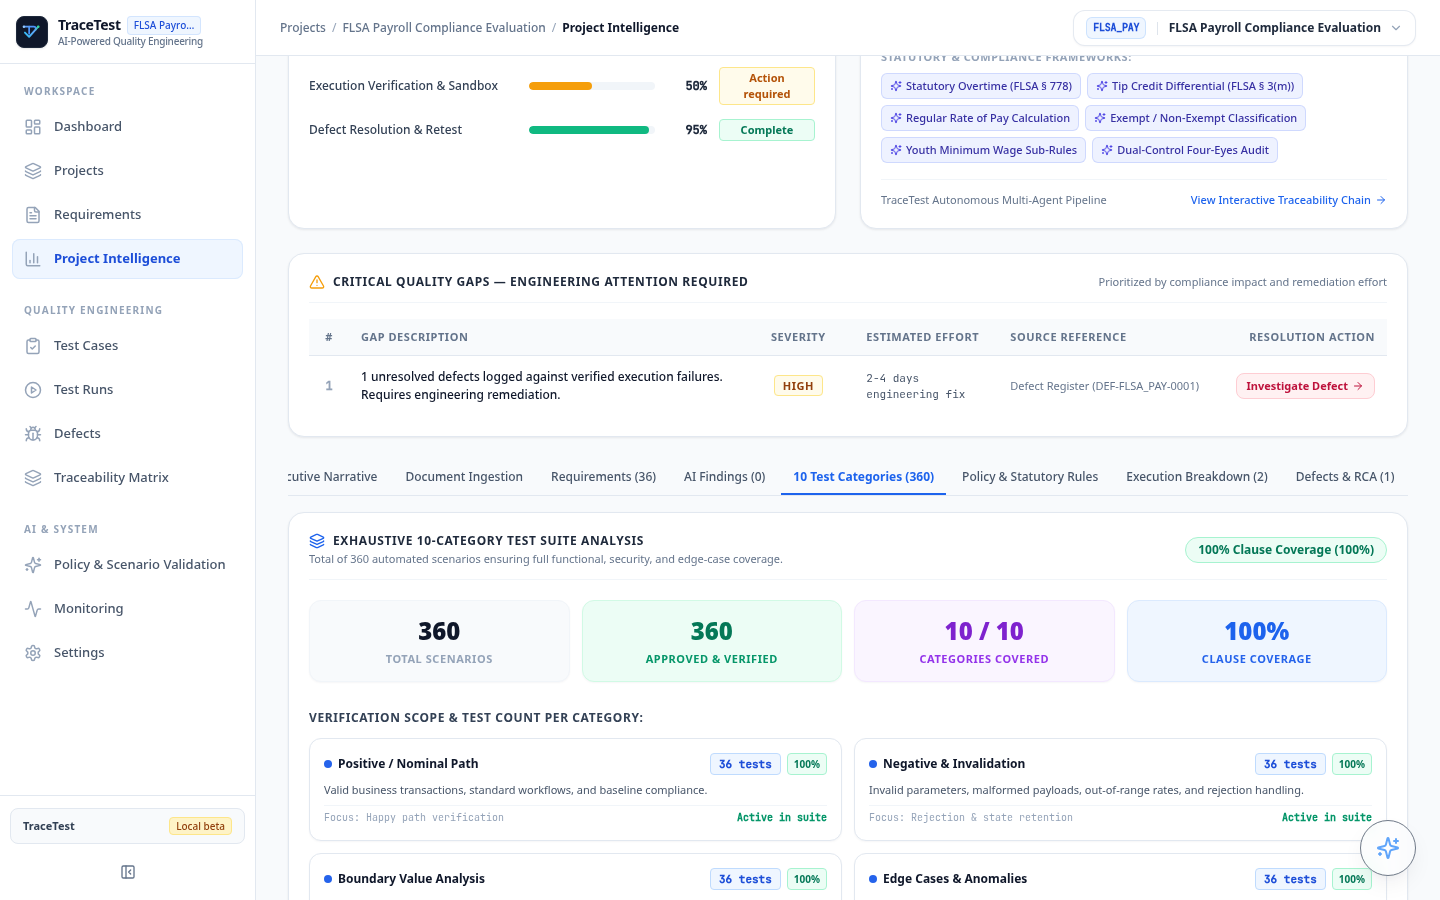 TraceTest
FLSA Payro...
AI-Powered Quality Engineering
WORKSPACE
Dashboard
Projects
Requirements
Project Intelligence
QUALITY ENGINEERING
Test Cases
Test Runs
Defects
Traceability Matrix
AI & SYSTEM
Policy & Scenario Validation
Monitoring
Settings
TraceTest
Local beta
Projects / FLSA Payroll Compliance Evaluation / Project Intelligence
FLSA_PAY
FLSA Payroll Compliance Evaluation
Execution Verification & Sandbox
50%
Action
required
Defect Resolution & Retest
95%
Complete
STATUTORY & COMPLIANCE FRAMEWORKS:
Statutory Overtime (FLSA § 778)
Tip Credit Differential (FLSA § 3(m))
Regular Rate of Pay Calculation
Exempt / Non-Exempt Classification
Youth Minimum Wage Sub-Rules
Dual-Control Four-Eyes Audit
TraceTest Autonomous Multi-Agent Pipeline
View Interactive Traceability Chain
CRITICAL QUALITY GAPS — ENGINEERING ATTENTION REQUIRED
Prioritized by compliance impact and remediation effort
# GAP DESCRIPTION SEVERITY ESTIMATED EFFORT SOURCE REFERENCE RESOLUTION ACTION
1
1 unresolved defects logged against verified execution failures.
Requires engineering remediation.
HIGH
2-4 days
engineering fix
Defect Register (DEF-FLSA_PAY-0001)
Investigate Defect
cutive Narrative
Document Ingestion
Requirements (36)
AI Findings (0)
10 Test Categories (360)
Policy & Statutory Rules
Execution Breakdown (2)
Defects & RCA (1)
EXHAUSTIVE 10-CATEGORY TEST SUITE ANALYSIS
Total of 360 automated scenarios ensuring full functional, security, and edge-case coverage.
100% Clause Coverage (100%)
360
TOTAL SCENARIOS
360
APPROVED & VERIFIED
10 / 10
CATEGORIES COVERED
100%
CLAUSE COVERAGE
VERIFICATION SCOPE & TEST COUNT PER CATEGORY:
Positive / Nominal Path
36 tests
100%
Valid business transactions, standard workflows, and baseline compliance.
Focus: Happy path verification
Active in suite
Negative & Invalidation
36 tests
100%
Invalid parameters, malformed payloads, out-of-range rates, and rejection handling.
Focus: Rejection & state retention
Active in suite
Boundary Value Analysis
36 tests
100%
Edge Cases & Anomalies
36 tests
100%